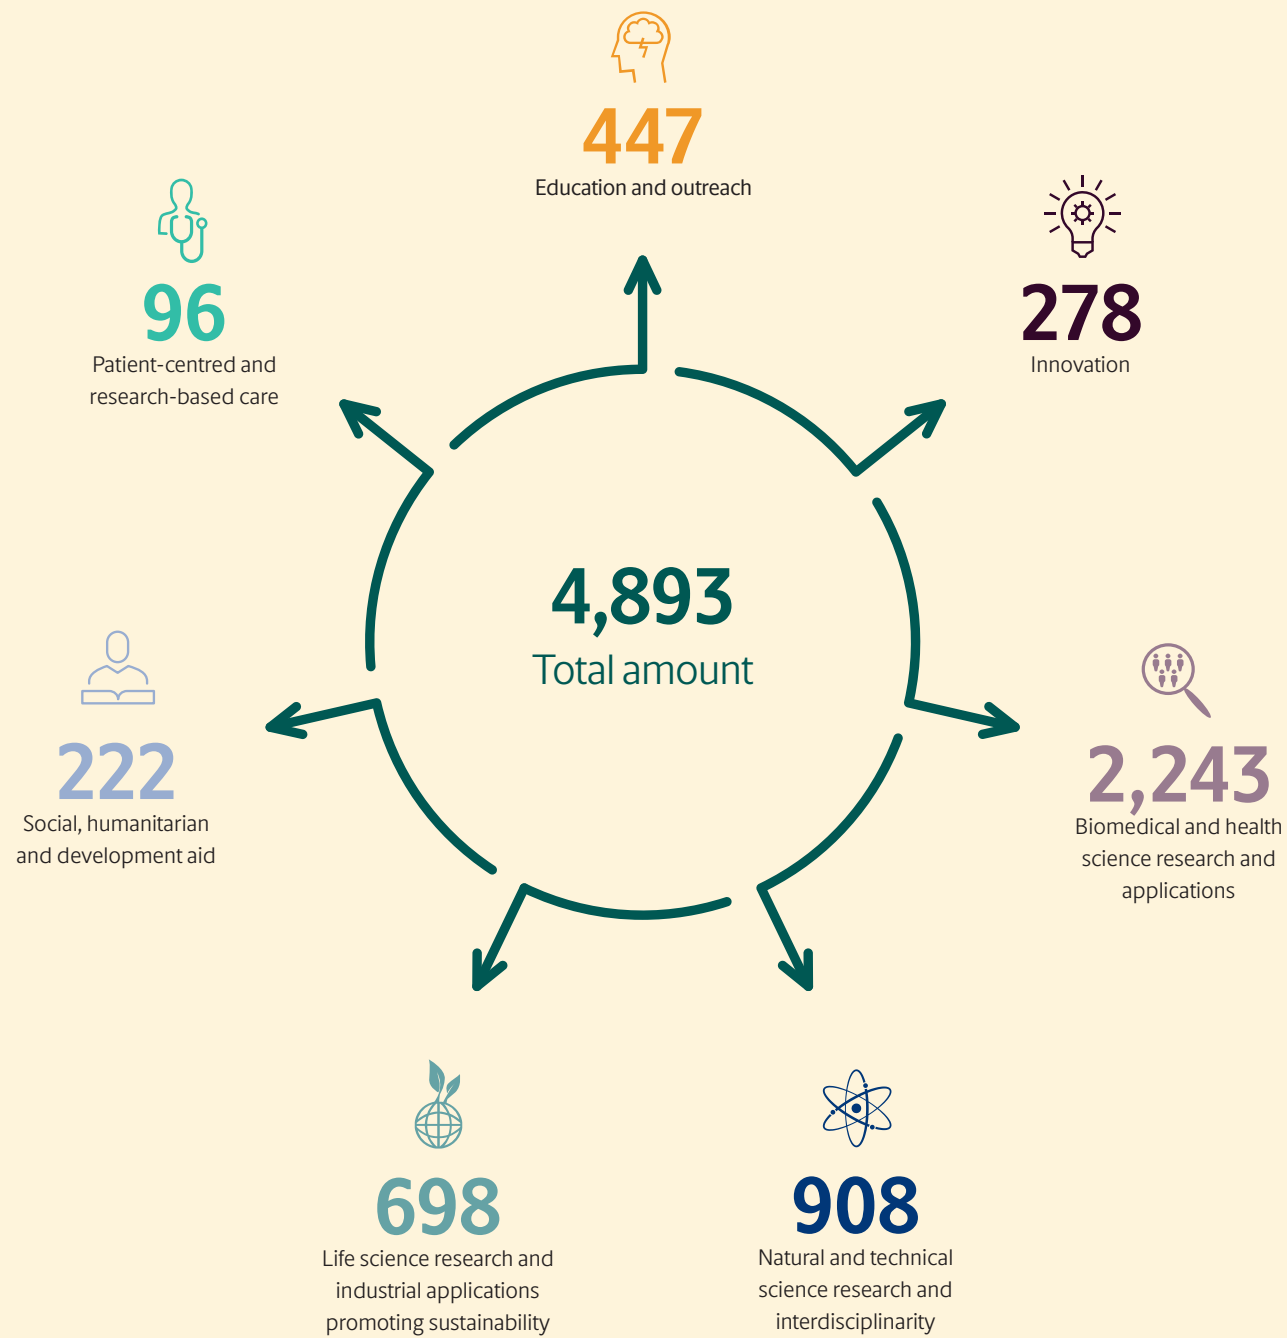 447
Education and outreach
96
Patient-centred and
research-based care
278
Innovation
4,893
Total amount
222
Social, humanitarian
and development aid
2,243
Biomedical and health
science research and
applications
698
Life science research and
industrial applications
promoting sustainability
908
Natural and technical
science research and
interdisciplinarity